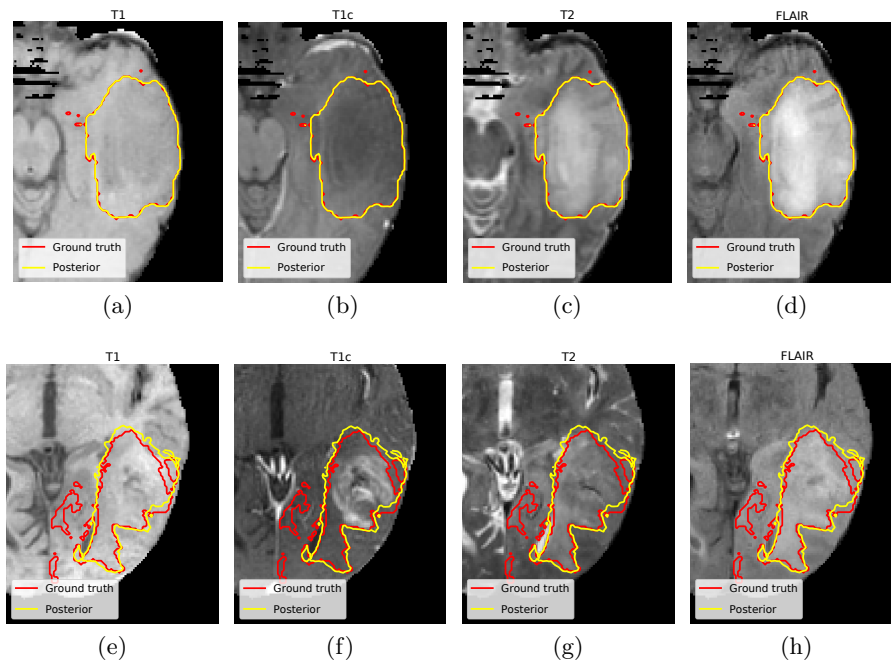 T1 T1c T2 FLAIR
Ground truth Ground truth Ground truth Ground truth
Posterior Posterior Posterior Posterior
(a) (b) (c) (d)
T1 T1c T2 FLAIR
Ground truth Ground truth Ground truth Ground truth
Posterior Posterior Posterior Posterior
(e) (f) (g) (h)